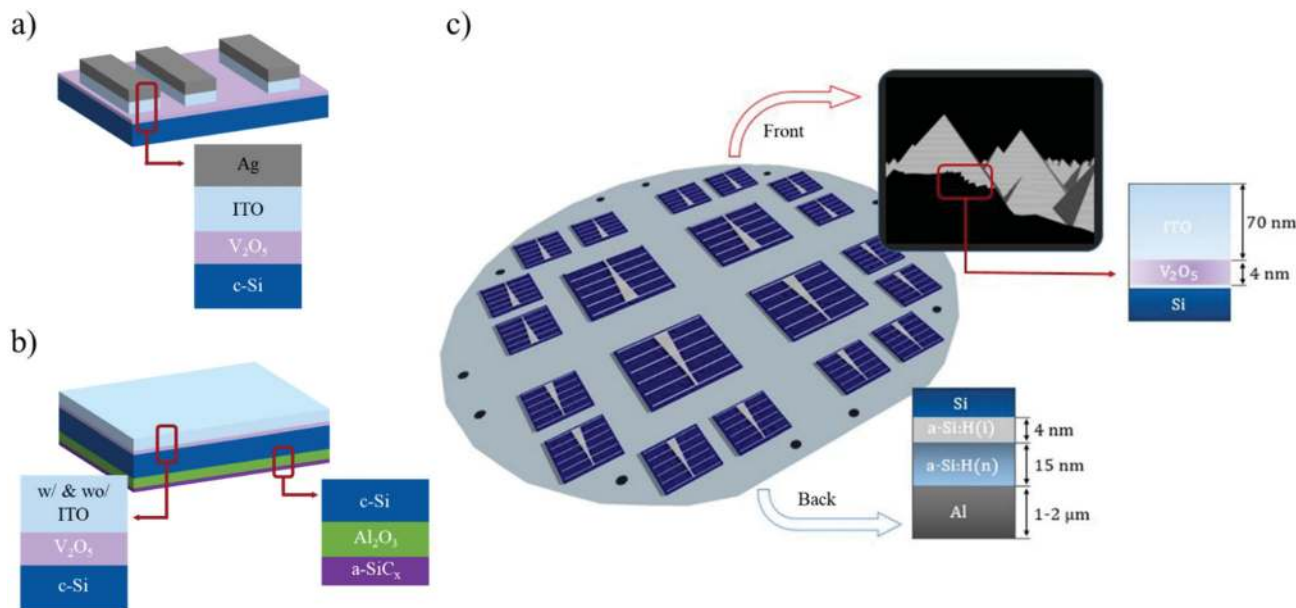 a)
Ag
ITO
V₂O₅
c-Si
b)
w/ & wo/
ITO
V₂O₅
c-Si
c-Si
Al₂O₃
a-SiCₓ
c)
Front
ITO
70 nm
V₂O₅
4 nm
Si
Back
Si
a-Si:H(i)
4 nm
a-Si:H(n)
15 nm
Al
1-2 μm